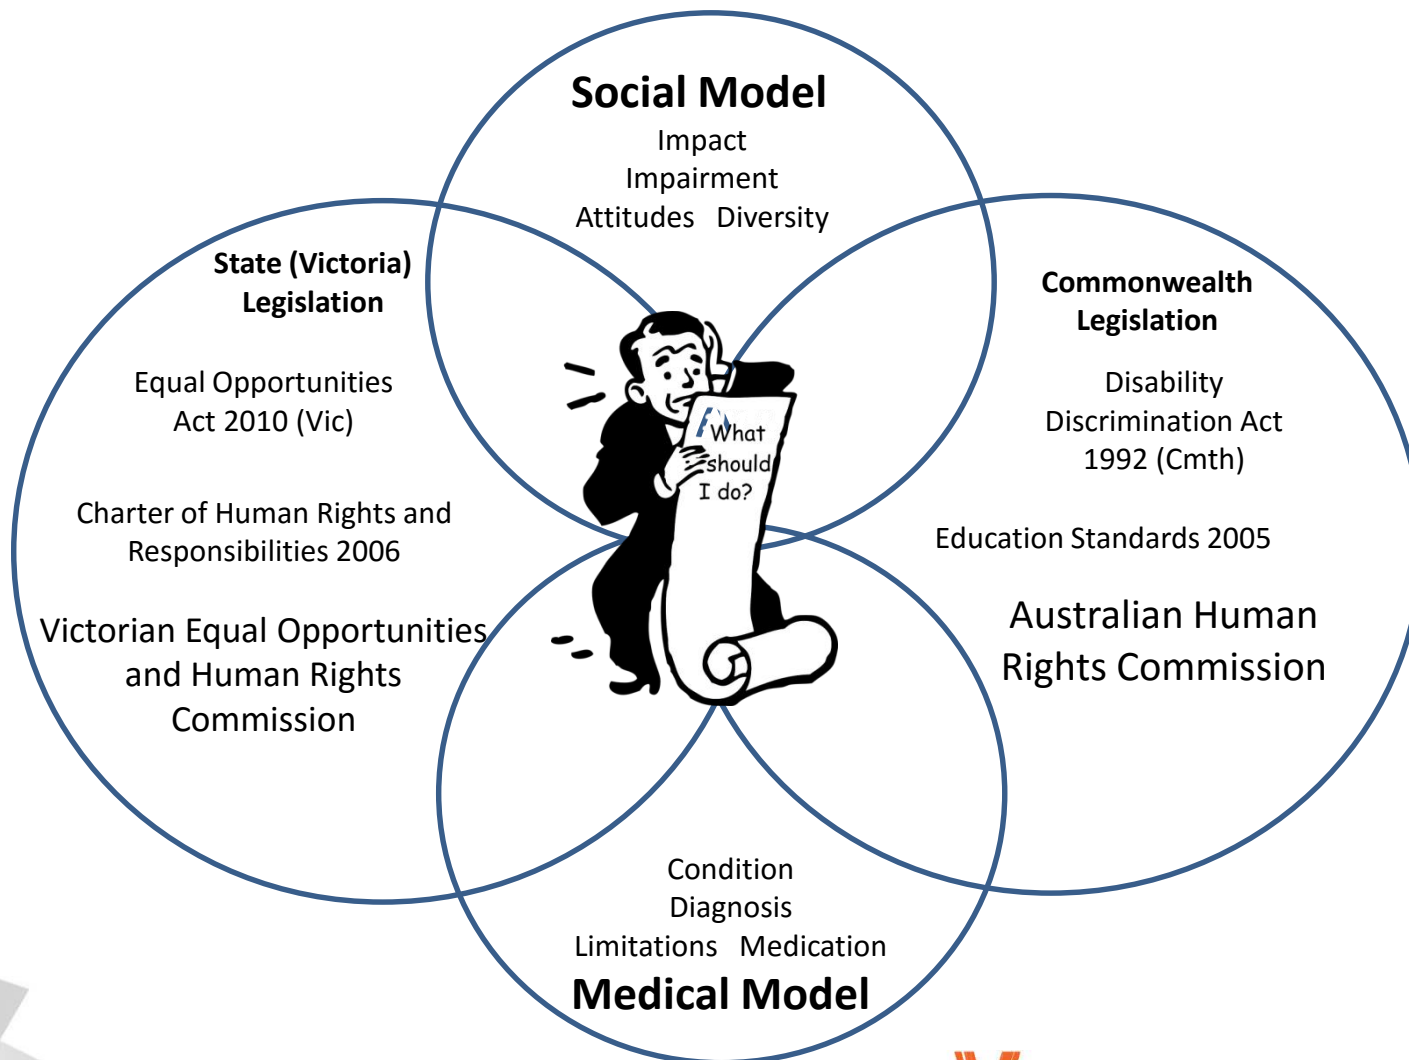 Social Model
Impact
Impairment
Attitudes Diversity
State (Victoria)
Legislation
Equal Opportunities
Act 2010 (Vic)
Charter of Human Rights and
Responsibilities 2006
Victorian Equal Opportunities
and Human Rights
Commission
What
should
I do?
Commonwealth
Legislation
Disability
Discrimination Act
1992 (Cmth)
Education Standards 2005
Australian Human
Rights Commission
Condition
Diagnosis
Limitations Medication
Medical Model